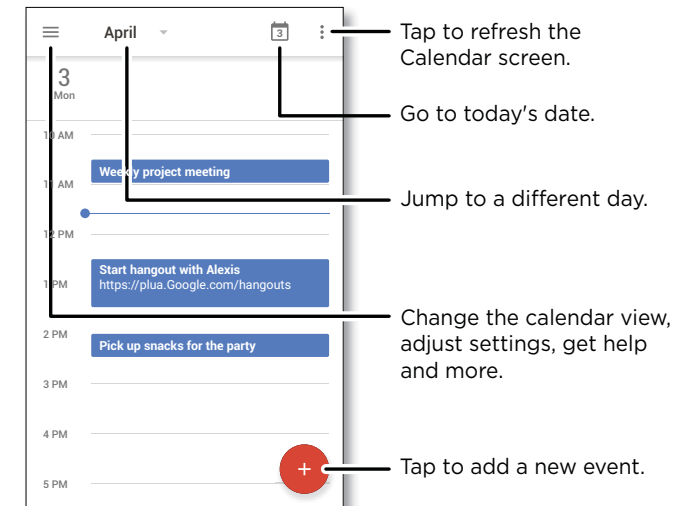 April
3
Tap to refresh the
Calendar screen.
3
Mon
Go to today's date.
10 AM
Weekly project meeting
11 AM
Jump to a different day.
12 PM
Start hangout with Alexis
https://plua.Google.com/hangouts
1 PM
Change the calendar view,
adjust settings, get help
and more.
2 PM
Pick up snacks for the party
3 PM
4 PM
Tap to add a new event.
5 PM